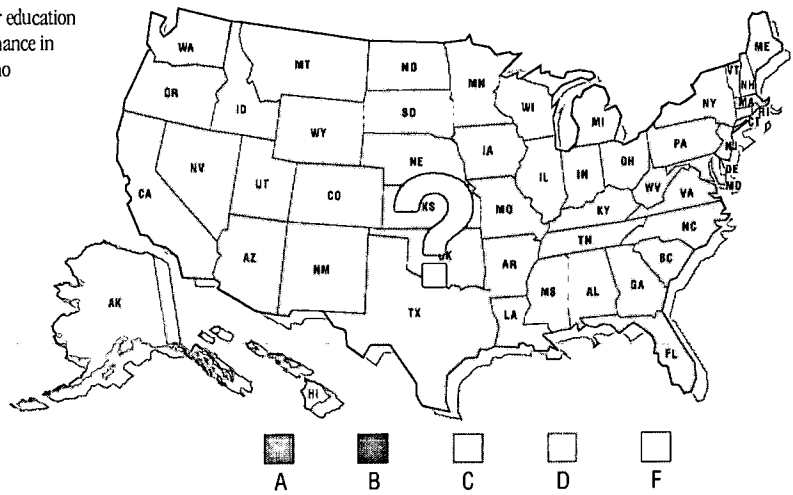 r education
nance in
no
WA
MT
ND
MN
ME
VT
NH
OR
ID
WY
SD
WI
MI
NY
MA
RI
CT
NV
UT
CO
NE
IA
IL
IN
OH
PA
NJ
DE
MD
CA
KS
MO
KY
WV
VA
AZ
NM
OK
AR
TN
NC
SC
TX
LA
MS
AL
GA
FL
AK
HI
?
A B C D F